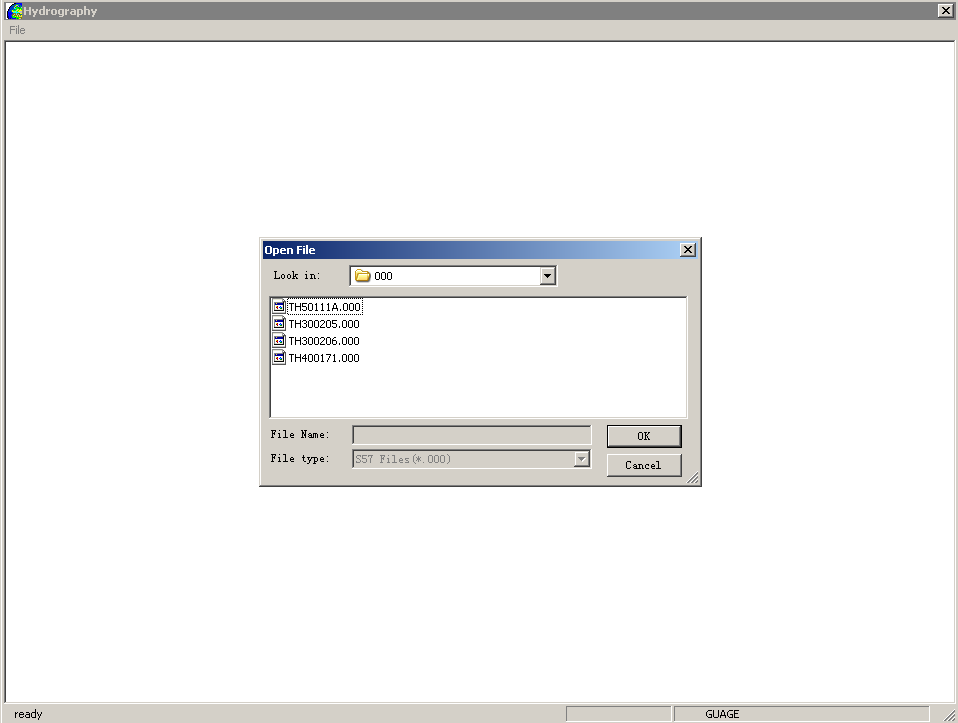 Hydrography
File
Open File
Look in:
000
TH50111A.000
TH300205.000
TH300206.000
TH400171.000
File Name:
OK
File type:
S57 Files(*.000)
Cancel
ready
GUAGE